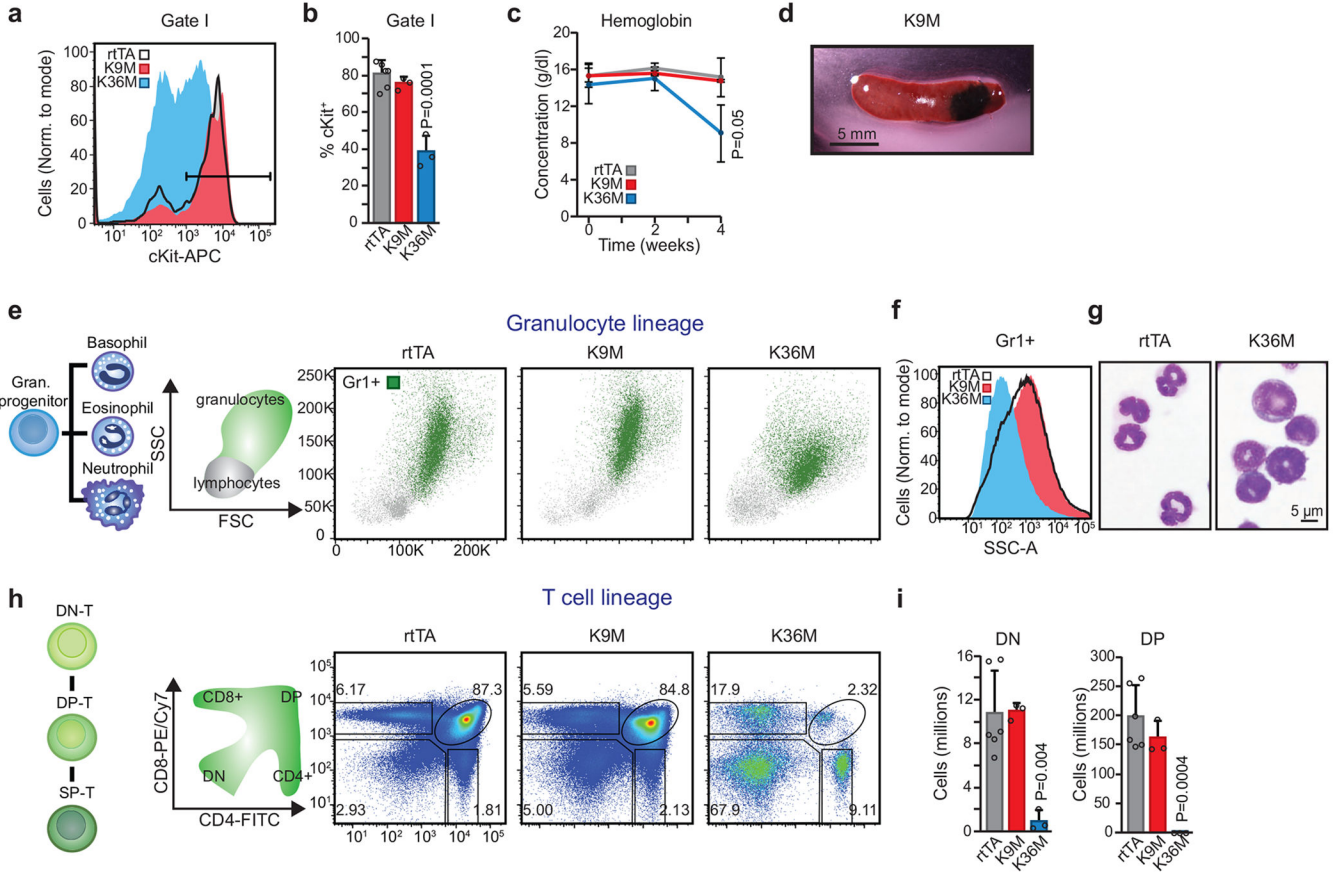 a
Gate I
rtTA
K9M
K36M
100
80
60
40
20
0
Cells (Norm. to mode)
10¹ 10² 10³ 10⁴ 10⁵
cKit-APC
b
Gate I
100
80
60
40
20
0
% cKit⁺
P=0.0001
rtTA
K9M
K36M
c
Hemoglobin
20
16
12
8
4
0
Concentration (g/dl)
rtTA
K9M
K36M
P=0.05
0 2 4
Time (weeks)
d
K9M
5 mm
e
Granulocyte lineage
Gran.
progenitor
Basophil
Eosinophil
Neutrophil
SSC
granulocytes
lymphocytes
FSC
rtTA K9M K36M
Gr1+
250K
200K
150K
100K
50K
0
0 100K 200K
f
Gr1+
rtTA
K9M
K36M
100
80
60
40
20
0
Cells (Norm. to mode)
10¹ 10² 10³ 10⁴ 10⁵
SSC-A
g
rtTA K36M
5 µm
h
T cell lineage
DN-T
DP-T
SP-T
CD8-PE/Cy7
CD8+ DP
DN CD4+
CD4-FITC
rtTA K9M K36M
10⁵
10⁴
10³
10²
10¹
6.17 87.3
2.93 1.81
10¹ 10² 10³ 10⁴ 10⁵
5.59 84.8
5.00 2.13
17.9 2.32
67.9 9.11
i
DN
16
12
8
4
0
Cells (millions)
P=0.004
rtTA
K9M
K36M
DP
300
250
200
150
100
50
0
Cells (millions)
P=0.0004
rtTA
K9M
K36M